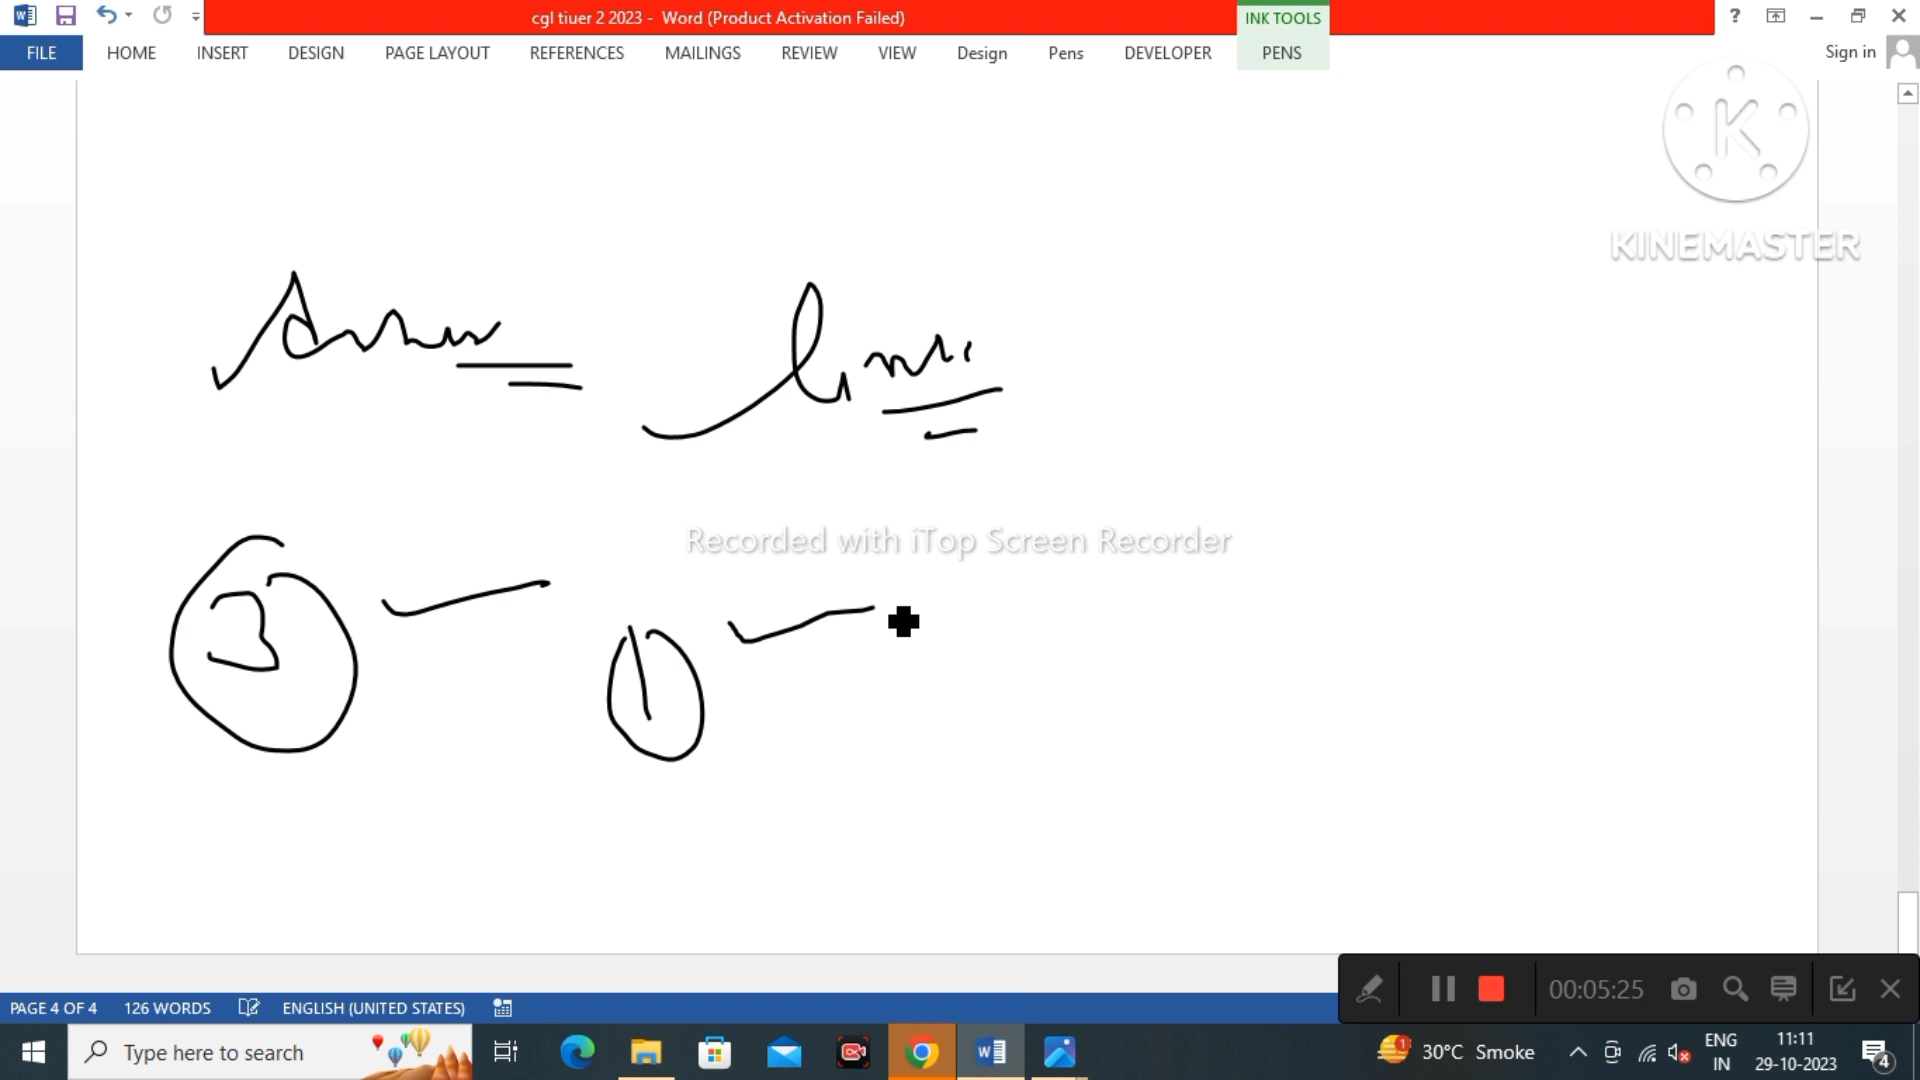 cgl tiuer 2 2023 - Word (Product Activation Failed)
INK TOOLS
?
FILE HOME INSERT DESIGN PAGE LAYOUT REFERENCES MAILINGS REVIEW VIEW Design Pens DEVELOPER PENS
Sign in
K
KINEMASTER
Recorded with iTop Screen Recorder
3
1
00:05:25
PAGE 4 OF 4 126 WORDS ENGLISH (UNITED STATES)
Type here to search
30°C Smoke
ENG
IN
11:11
29-10-2023
4